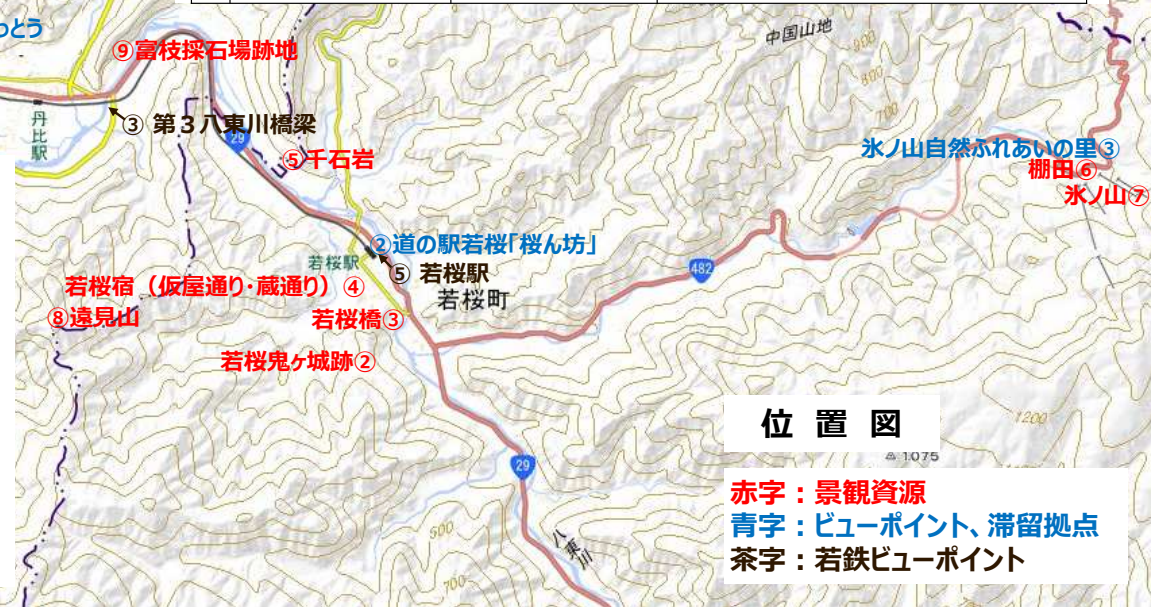 っとう
⑨富枝採石場跡地
中国山地
900
800
700
丹比駅
③ 第3八東川橋梁
29
⑤千石岩
氷ノ山自然ふれあいの里③
棚田⑥
氷ノ山⑦
②道の駅若桜「桜ん坊」
若桜駅
⑤ 若桜駅
482
若桜宿（仮屋通り・蔵通り）④
若桜町
⑧遠見山
若桜橋③
若桜鬼ヶ城跡②
位 置 図
1200
1075
29
赤字：景観資源
青字：ビューポイント、滞留拠点
茶字：若鉄ビューポイント
600
八東川
700